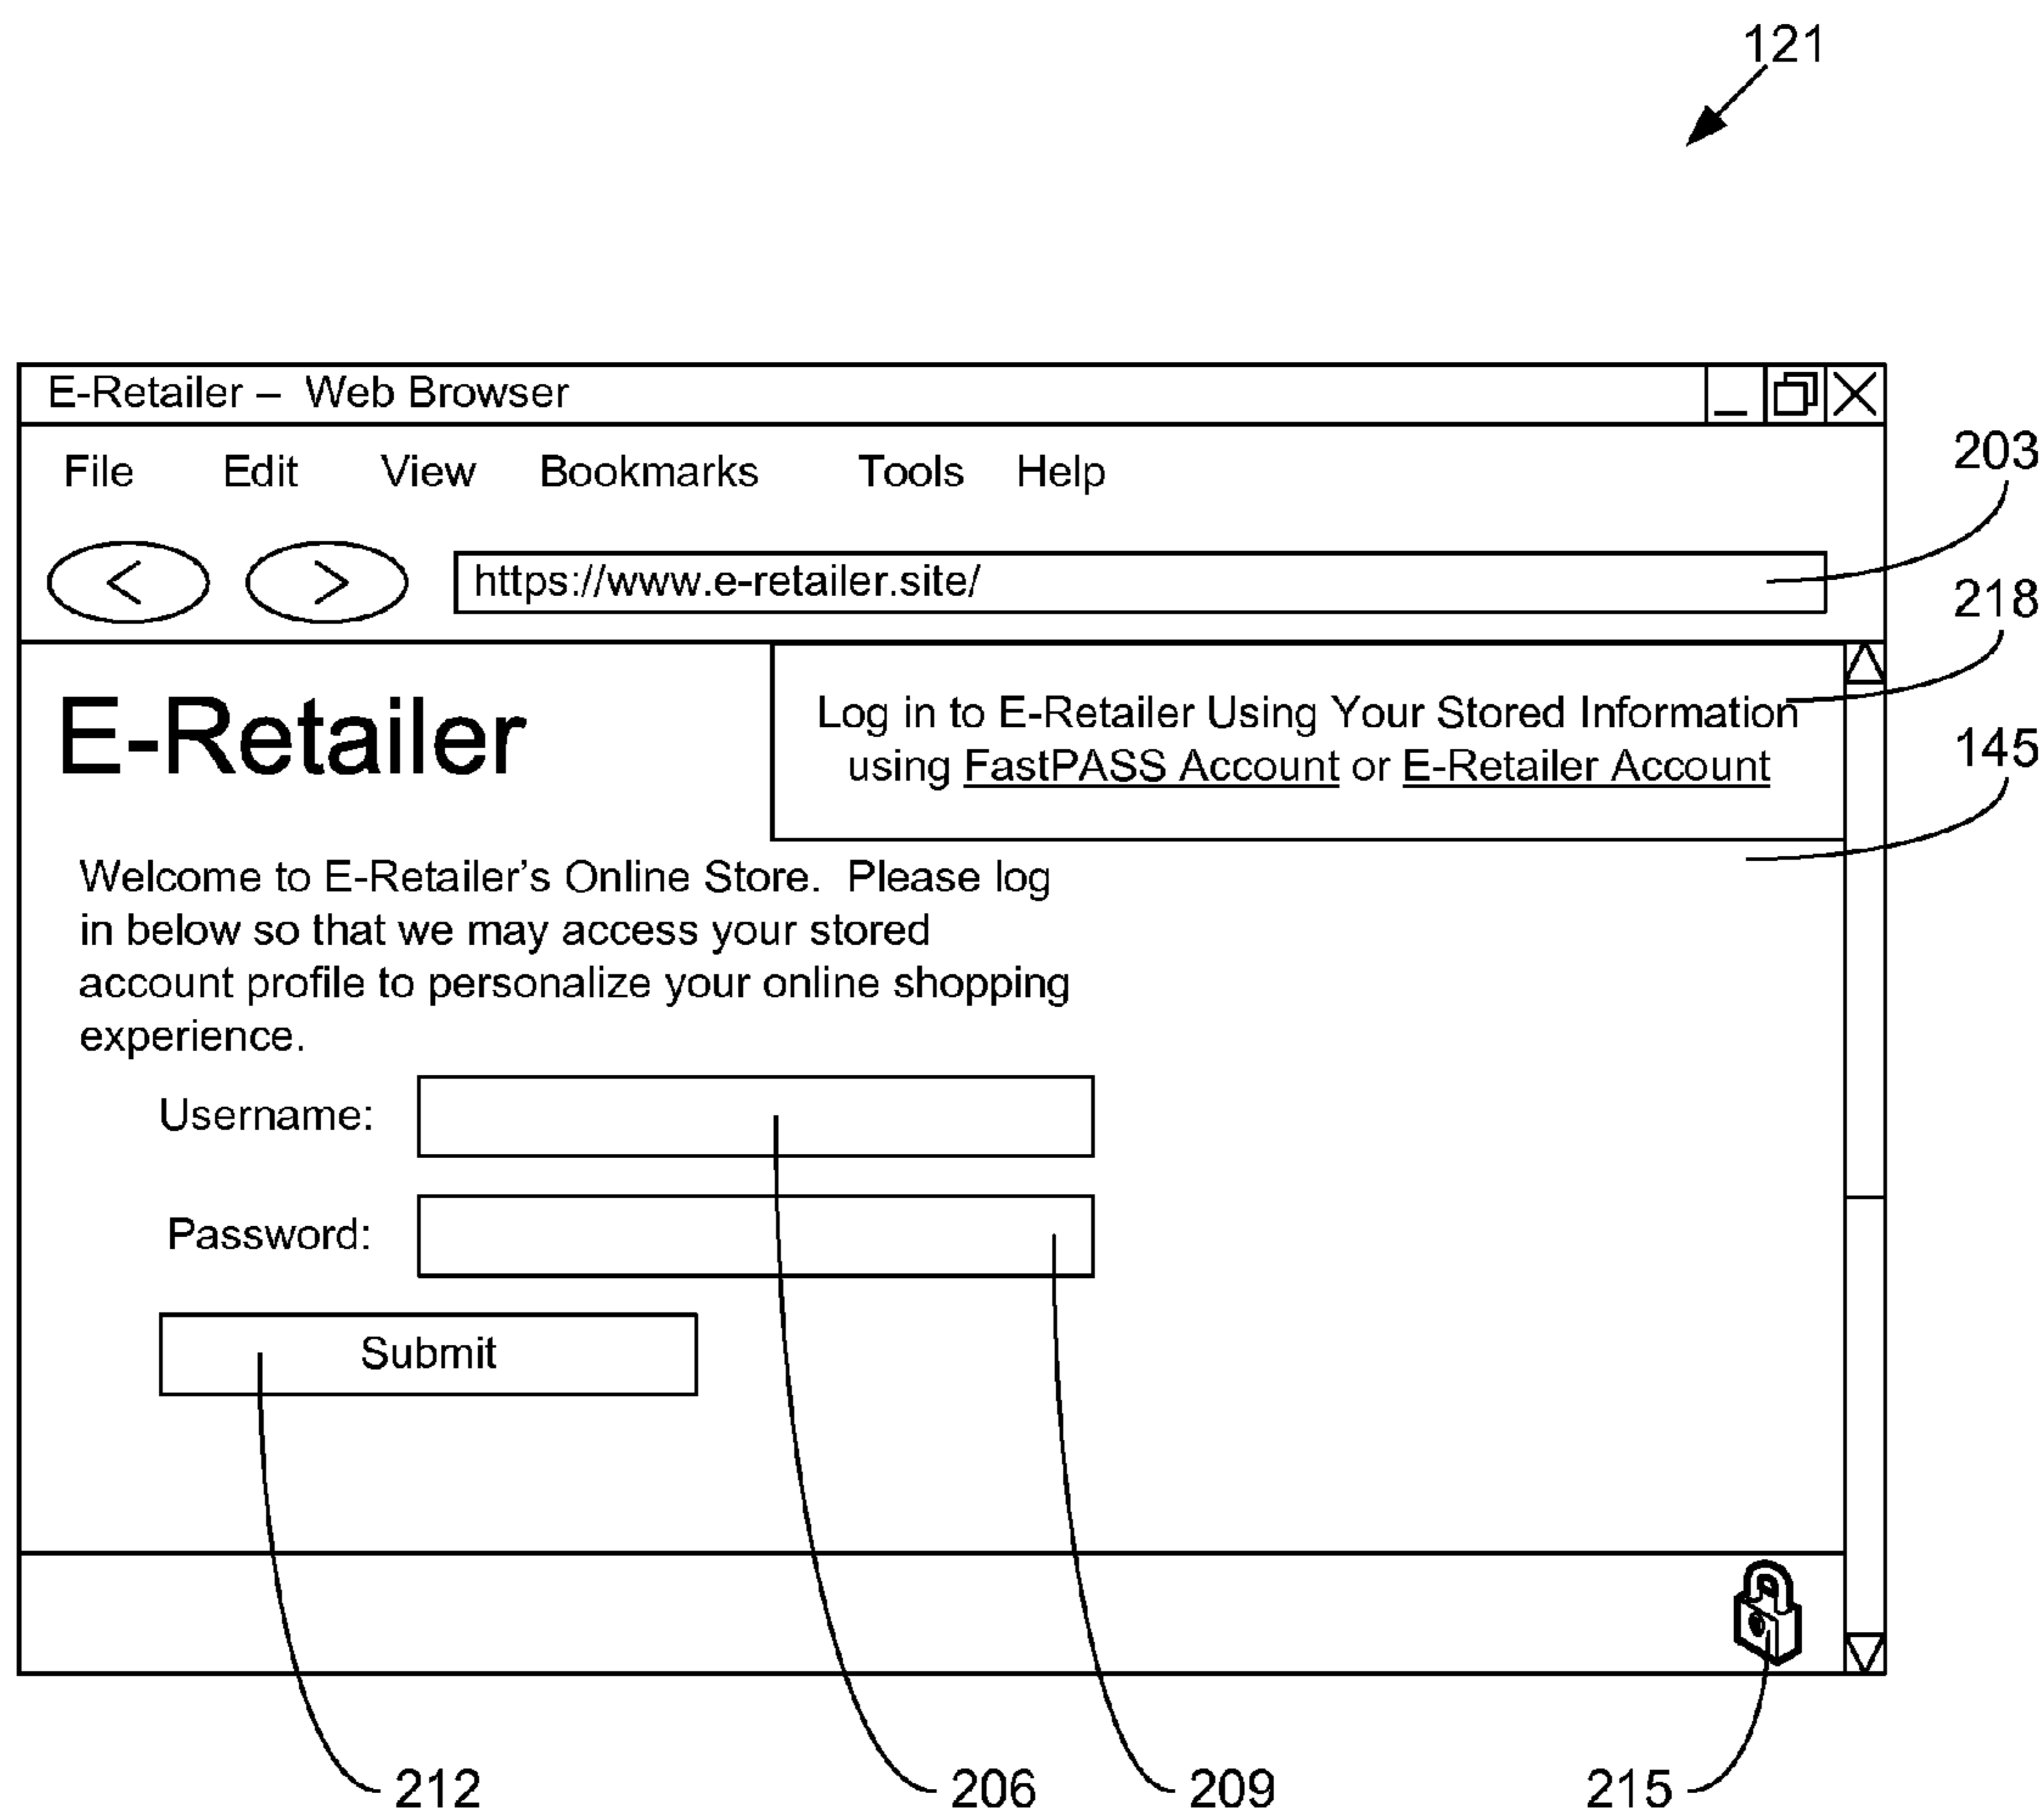 121
E-Retailer – Web Browser
File Edit View Bookmarks Tools Help
203
https://www.e-retailer.site/
218
E-Retailer
Log in to E-Retailer Using Your Stored Information
using FastPASS Account or E-Retailer Account
145
Welcome to E-Retailer’s Online Store. Please log
in below so that we may access your stored
account profile to personalize your online shopping
experience.
Username:
Password:
Submit
212 206 209 215